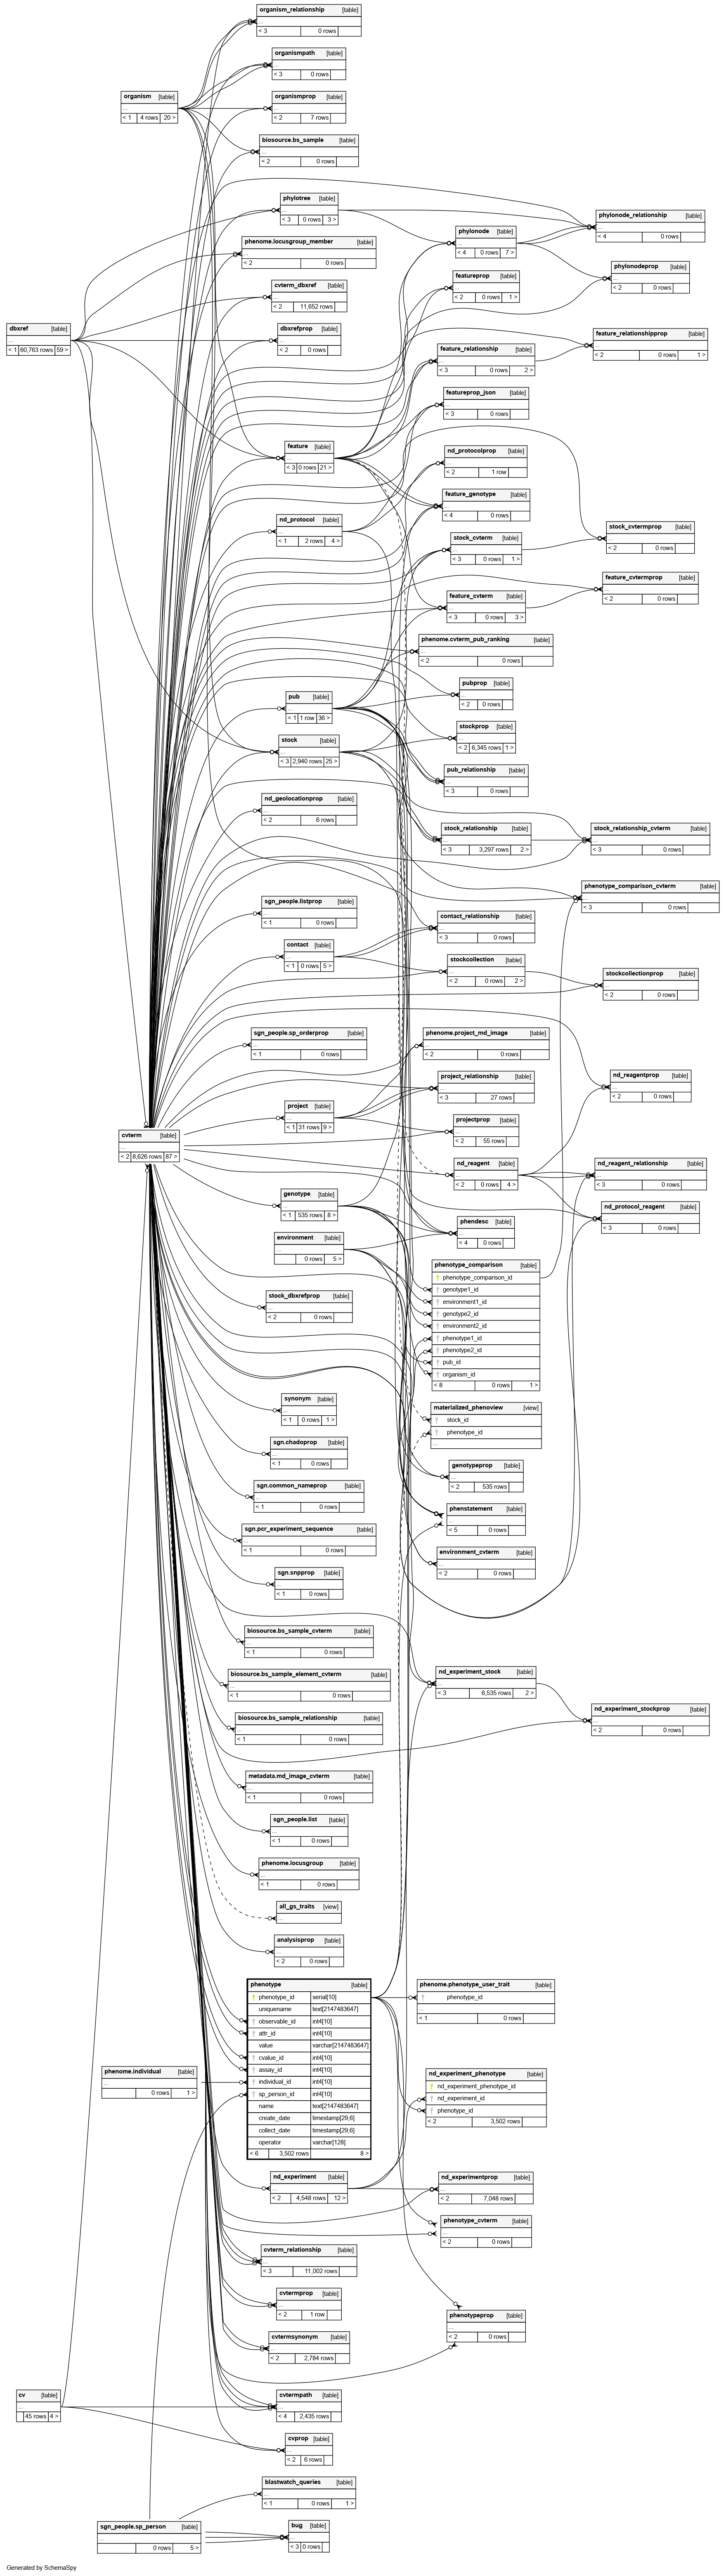 organism_relationship [table]
...
< 3 0 rows
organismpath [table]
...
< 3 0 rows
organism [table]
...
< 1 4 rows 20 >
organismprop [table]
...
< 2 7 rows
biosource.bs_sample [table]
...
< 2 0 rows
phylotree [table]
...
< 3 0 rows 3 >
phylonode_relationship [table]
...
< 4 0 rows
phylonode [table]
...
< 4 0 rows 7 >
phenome.locusgroup_member [table]
...
< 2 0 rows
phylonodeprop [table]
...
< 2 0 rows
featureprop [table]
...
< 2 0 rows 1 >
cvterm_dbxref [table]
...
< 2 11,652 rows
dbxref [table]
...
< 1 60,763 rows 59 >
dbxrefprop [table]
...
< 2 0 rows
feature_relationshipprop [table]
...
< 2 0 rows 1 >
feature_relationship [table]
...
< 3 0 rows 2 >
featureprop_json [table]
...
< 3 0 rows
feature [table]
...
< 3 0 rows 21 >
nd_protocolprop [table]
...
< 2 1 row
feature_genotype [table]
...
< 4 0 rows
nd_protocol [table]
...
< 1 2 rows 4 >
stock_cvtermprop [table]
...
< 2 0 rows
stock_cvterm [table]
...
< 3 0 rows 1 >
feature_cvtermprop [table]
...
< 2 0 rows
feature_cvterm [table]
...
< 3 0 rows 3 >
phenome.cvterm_pub_ranking [table]
...
< 2 0 rows
pubprop [table]
...
< 2 0 rows
pub [table]
...
< 1 1 row 36 >
stockprop [table]
...
< 2 6,345 rows 1 >
stock [table]
...
< 3 2,940 rows 25 >
pub_relationship [table]
...
< 3 0 rows
nd_geolocationprop [table]
...
< 2 6 rows
stock_relationship [table]
...
< 3 3,297 rows 2 >
stock_relationship_cvterm [table]
...
< 3 0 rows
phenotype_comparison_cvterm [table]
...
< 3 0 rows
sgn_people.listprop [table]
...
< 1 0 rows
contact_relationship [table]
...
< 3 0 rows
contact [table]
...
< 1 0 rows 5 >
stockcollection [table]
...
< 2 0 rows 2 >
stockcollectionprop [table]
...
< 2 0 rows
sgn_people.sp_orderprop [table]
...
< 1 0 rows
phenome.project_md_image [table]
...
< 2 0 rows
project_relationship [table]
...
< 3 27 rows
nd_reagentprop [table]
...
< 2 0 rows
project [table]
...
< 1 31 rows 9 >
projectprop [table]
...
< 2 55 rows
cvterm [table]
...
< 2 8,626 rows 87 >
nd_reagent [table]
...
< 2 0 rows 4 >
nd_reagent_relationship [table]
...
< 3 0 rows
genotype [table]
...
< 1 535 rows 8 >
nd_protocol_reagent [table]
...
< 3 0 rows
phendesc [table]
...
< 4 0 rows
environment [table]
...
0 rows 5 >
phenotype_comparison [table]
phenotype_comparison_id
genotype1_id
environment1_id
genotype2_id
environment2_id
phenotype1_id
phenotype2_id
pub_id
organism_id
< 8 0 rows 1 >
stock_dbxrefprop [table]
...
< 2 0 rows
synonym [table]
...
< 1 0 rows 1 >
materialized_phenoview [view]
stock_id
phenotype_id
...
sgn.chadoprop [table]
...
< 1 0 rows
genotypeprop [table]
...
< 2 535 rows
sgn.common_nameprop [table]
...
< 1 0 rows
phenstatement [table]
...
< 5 0 rows
sgn.pcr_experiment_sequence [table]
...
< 1 0 rows
environment_cvterm [table]
...
< 2 0 rows
sgn.snpprop [table]
...
< 1 0 rows
biosource.bs_sample_cvterm [table]
...
< 1 0 rows
biosource.bs_sample_element_cvterm [table]
...
< 1 0 rows
nd_experiment_stock [table]
...
< 3 6,535 rows 2 >
nd_experiment_stockprop [table]
...
< 2 0 rows
biosource.bs_sample_relationship [table]
...
< 1 0 rows
metadata.md_image_cvterm [table]
...
< 1 0 rows
sgn_people.list [table]
...
< 1 0 rows
phenome.locusgroup [table]
...
< 1 0 rows
all_gs_traits [view]
...
analysisprop [table]
...
< 2 0 rows
phenotype [table]
phenotype_id serial[10]
uniquename text[2147483647]
observable_id int4[10]
attr_id int4[10]
value varchar[2147483647]
cvalue_id int4[10]
assay_id int4[10]
individual_id int4[10]
sp_person_id int4[10]
name text[2147483647]
create_date timestamp[29,6]
collect_date timestamp[29,6]
operator varchar[128]
< 6 3,502 rows 8 >
phenome.phenotype_user_trait [table]
phenotype_id
...
< 1 0 rows
phenome.individual [table]
...
0 rows 1 >
nd_experiment_phenotype [table]
nd_experiment_phenotype_id
nd_experiment_id
phenotype_id
< 2 3,502 rows
nd_experiment [table]
...
< 2 4,548 rows 12 >
nd_experimentprop [table]
...
< 2 7,048 rows
phenotype_cvterm [table]
...
< 2 0 rows
cvterm_relationship [table]
...
< 3 11,002 rows
cvtermprop [table]
...
< 2 1 row
phenotypeprop [table]
...
< 2 0 rows
cvtermsynonym [table]
...
< 2 2,784 rows
cv [table]
...
45 rows 4 >
cvtermpath [table]
...
< 4 2,435 rows
cvprop [table]
...
< 2 6 rows
blastwatch_queries [table]
...
< 1 0 rows 1 >
sgn_people.sp_person [table]
...
0 rows 5 >
bug [table]
...
< 3 0 rows
Generated by SchemaSpy